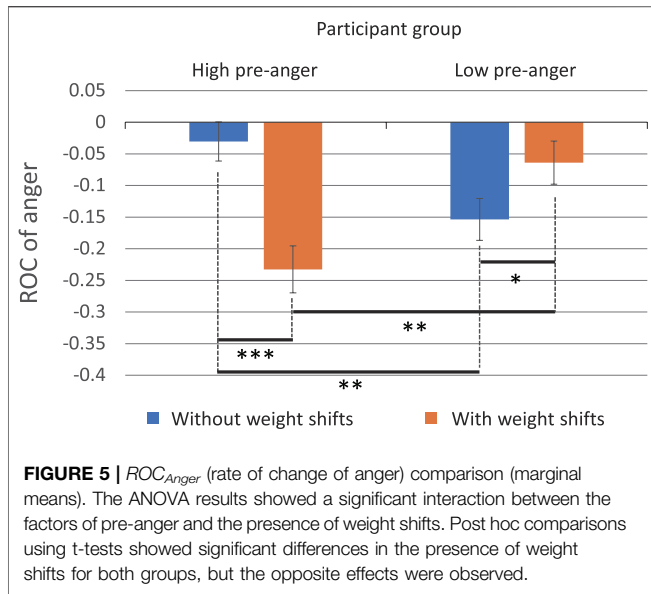 Participant group
High pre-anger Low pre-anger
0.05
0
-0.05
-0.1
-0.15
-0.2
-0.25
-0.3
-0.35
-0.4
ROC of anger
*
**
***
**
Without weight shifts With weight shifts
FIGURE 5 | ROC_Anger (rate of change of anger) comparison (marginal
means). The ANOVA results showed a significant interaction between the
factors of pre-anger and the presence of weight shifts. Post hoc comparisons
using t-tests showed significant differences in the presence of weight
shifts for both groups, but the opposite effects were observed.